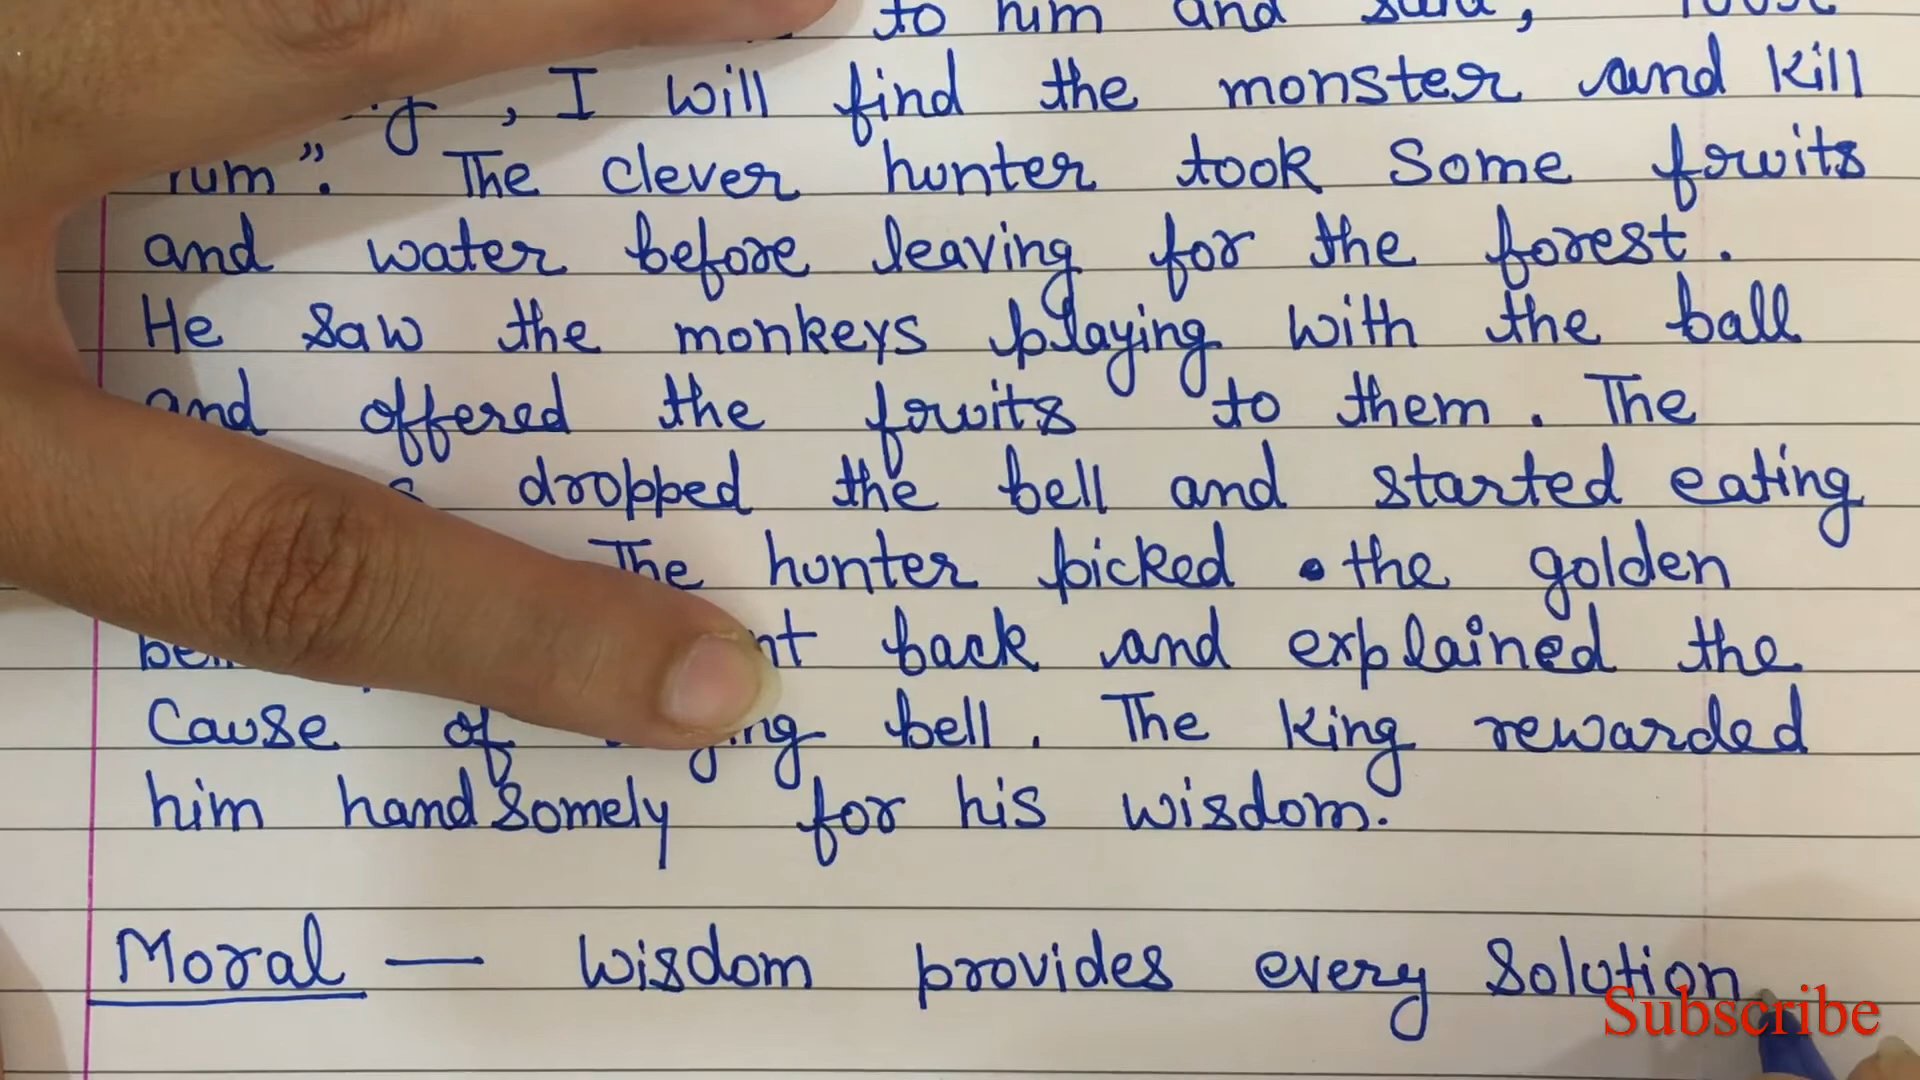 to him and said,
, I will find the monster and kill
". The clever hunter took some fruits
and water before leaving for the forest.
He saw the monkeys playing with the ball
and offered the fruits to them. The
dropped the bell and started eating
The hunter picked the golden
back and explained the
cause of bell. The king rewarded
him handsomely for his wisdom.
Moral — Wisdom provides every solution
Subscribe